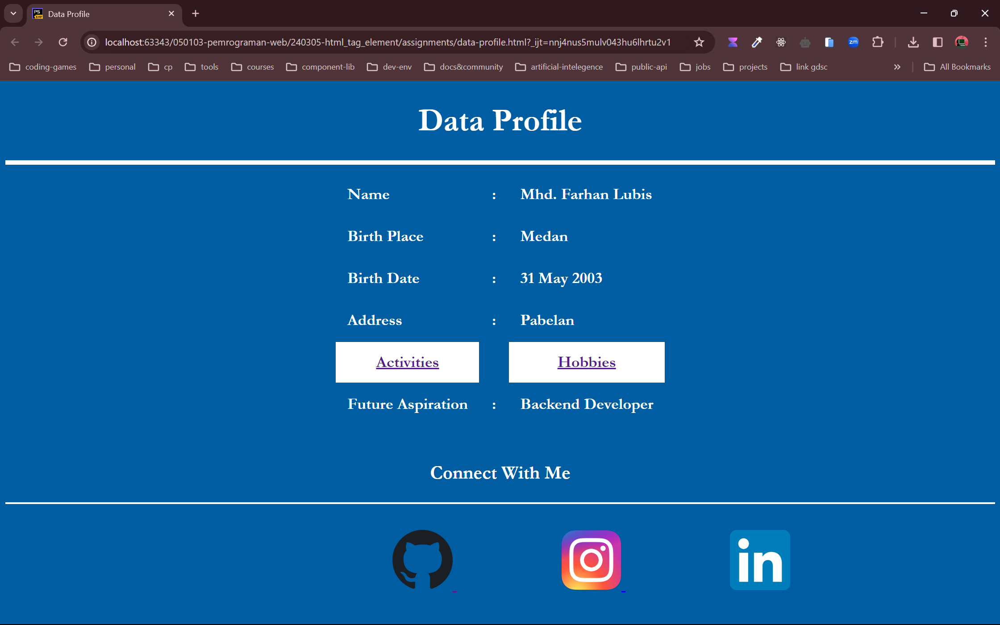 Data Profile
localhost:63343/050103-pemrograman-web/240305-html_tag_element/assignments/data-profile.html?_ijt=nnj4nus5mulv043hu6lhrtu2v1
zm
coding-games personal cp tools courses component-lib dev-env docs&community artificial-intelegence public-api jobs projects link gdsc » All Bookmarks
Data Profile
Name : Mhd. Farhan Lubis
Birth Place : Medan
Birth Date : 31 May 2003
Address : Pabelan
Activities Hobbies
Future Aspiration : Backend Developer
Connect With Me
in